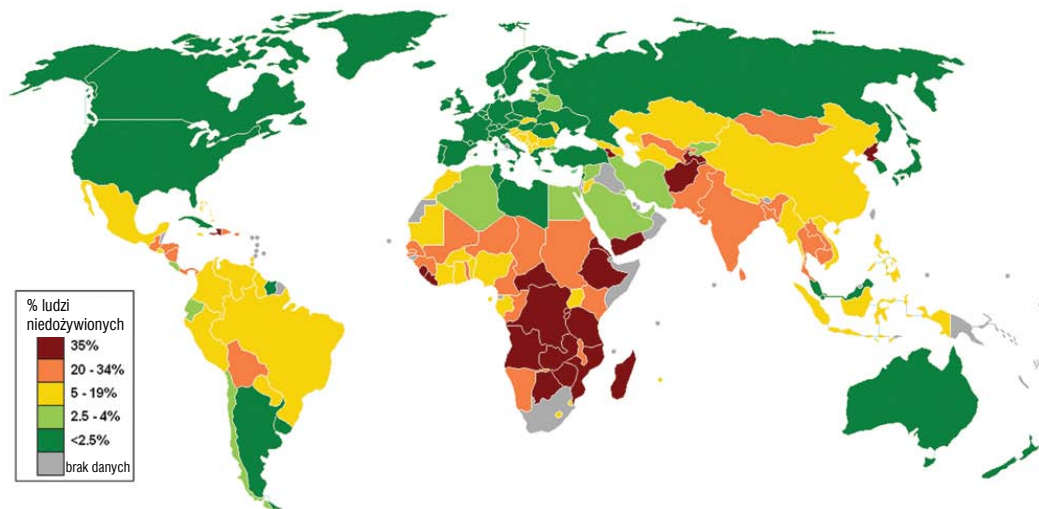 % ludzi
niedożywionych
35%
20 - 34%
5 - 19%
2.5 - 4%
<2.5%
brak danych